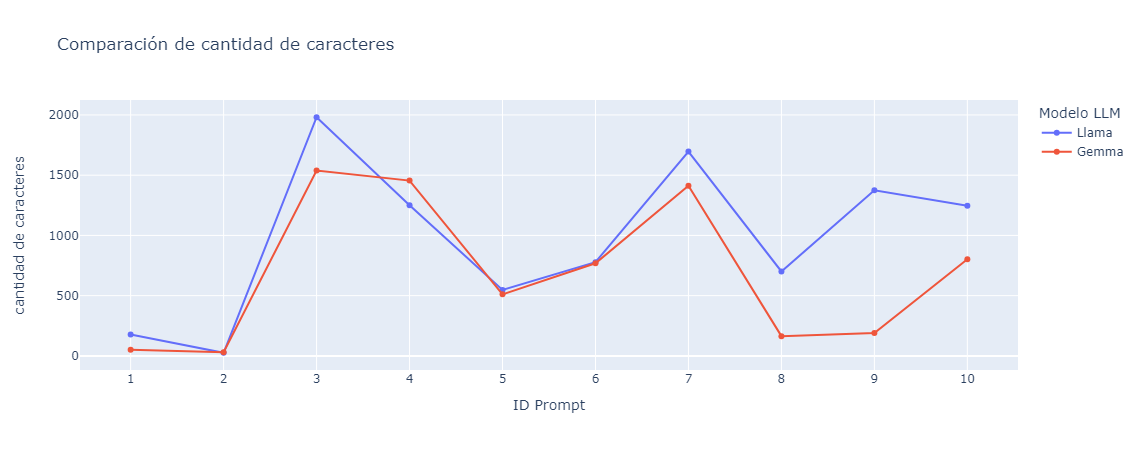 Comparación de cantidad de caracteres
Modelo LLM
Llama
Gemma
cantidad de caracteres
2000
1500
1000
500
0
1 2 3 4 5 6 7 8 9 10
ID Prompt